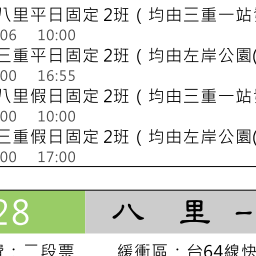 八里平日固定 2班（均由三重一站
06 10:00
三重平日固定 2班（均由左岸公園(
00 16:55
八里假日固定 2班（均由三重一站
00 10:00
三重假日固定 2班（均由左岸公園(
00 17:00
28 八 里 –
：二段票 緩衝區：台64線快